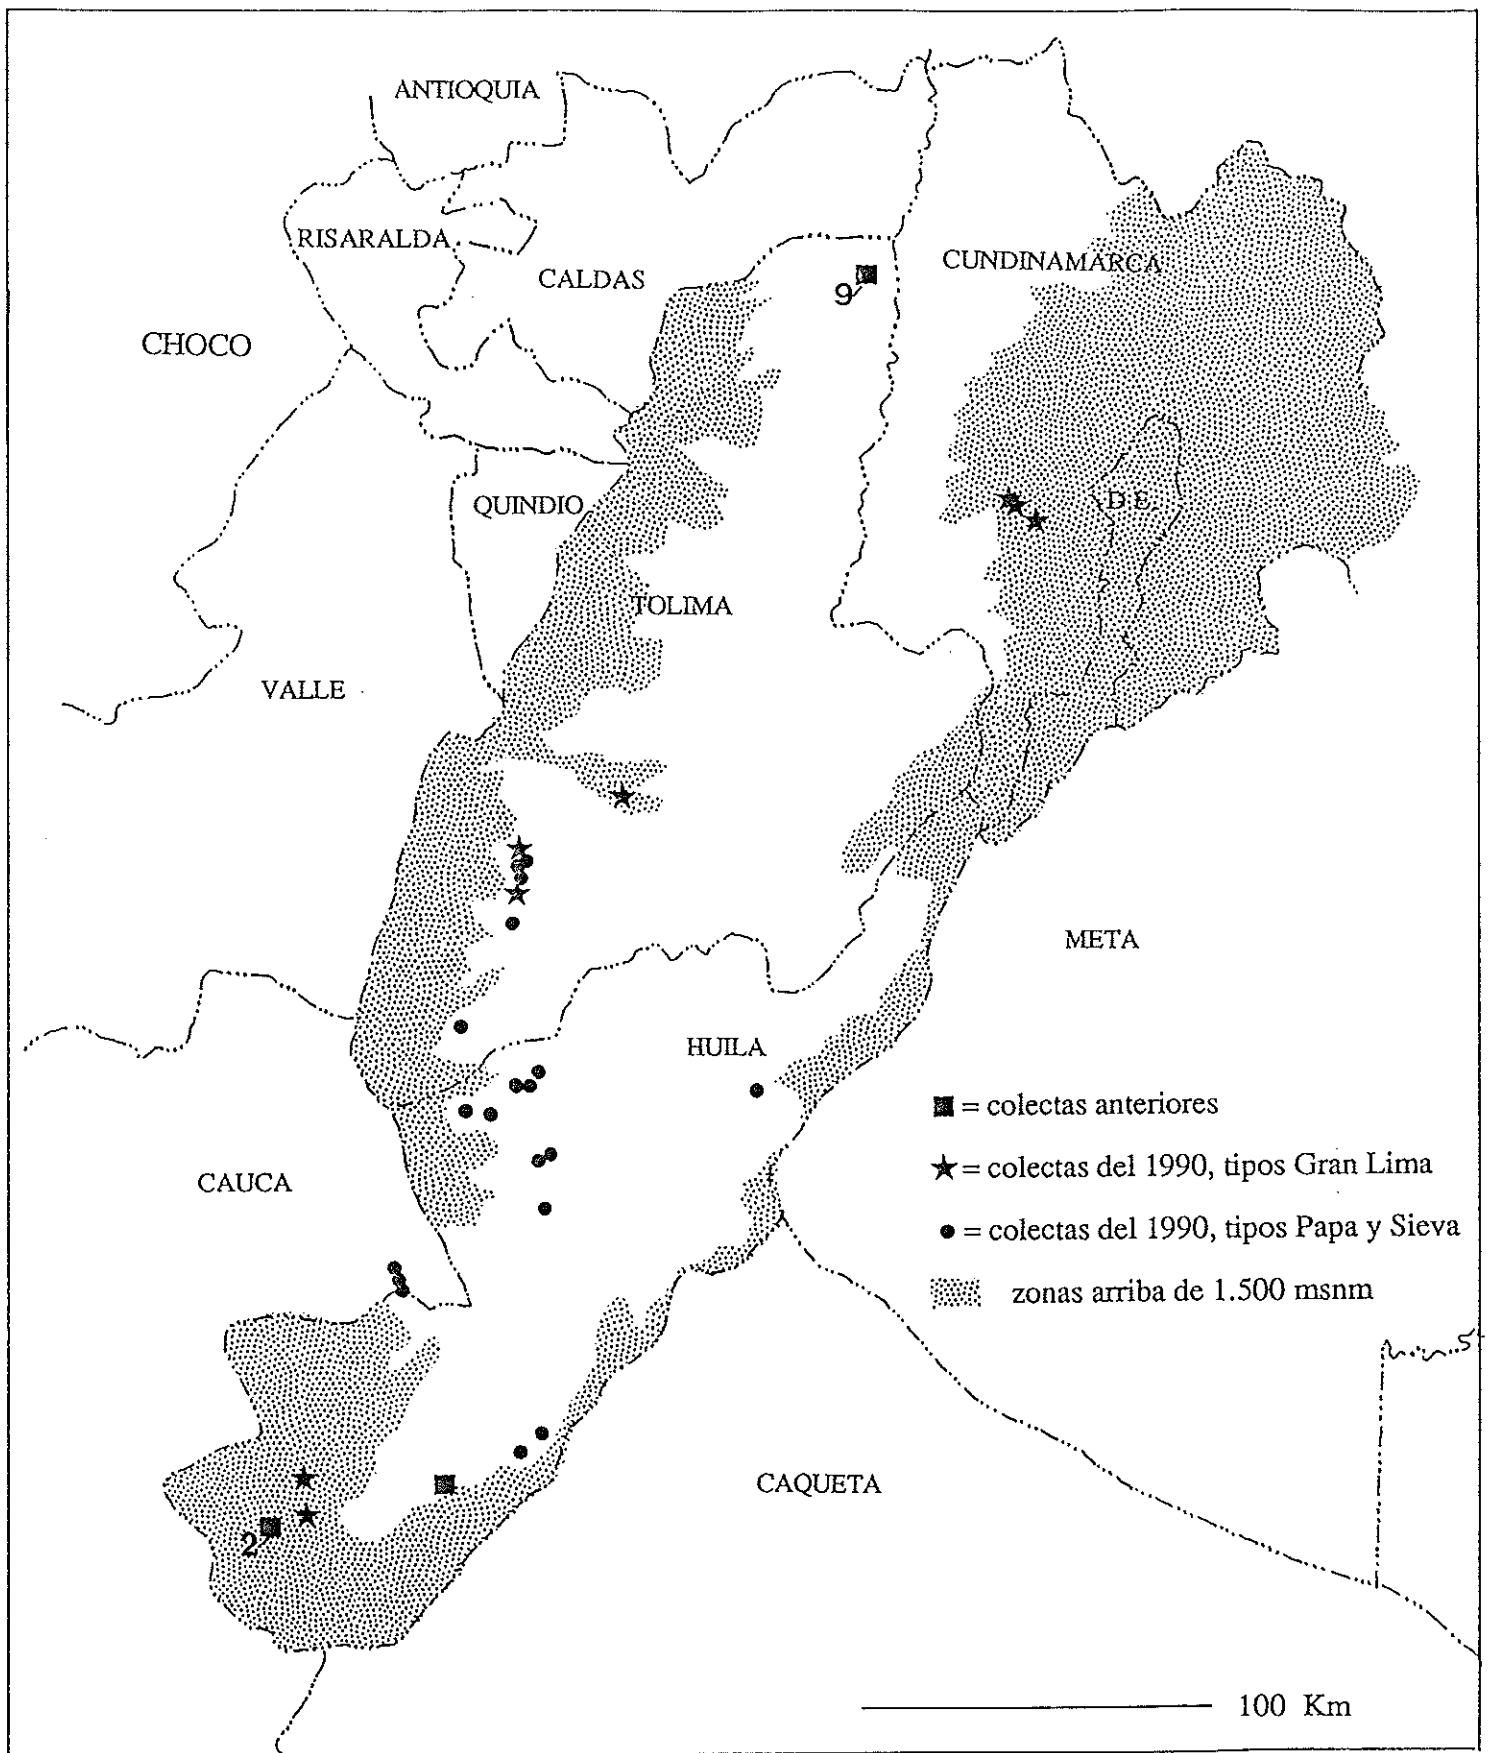 ANTIOQUIA
RISARALDA
CALDAS
CUNDINAMARCA
9
CHOCO
QUINDIO
D.E.
TOLIMA
VALLE
META
HUILA
= colectas anteriores
= colectas del 1990, tipos Gran Lima
CAUCA
= colectas del 1990, tipos Papa y Sieva
zonas arriba de 1.500 msnm
CAQUETA
2
100 Km